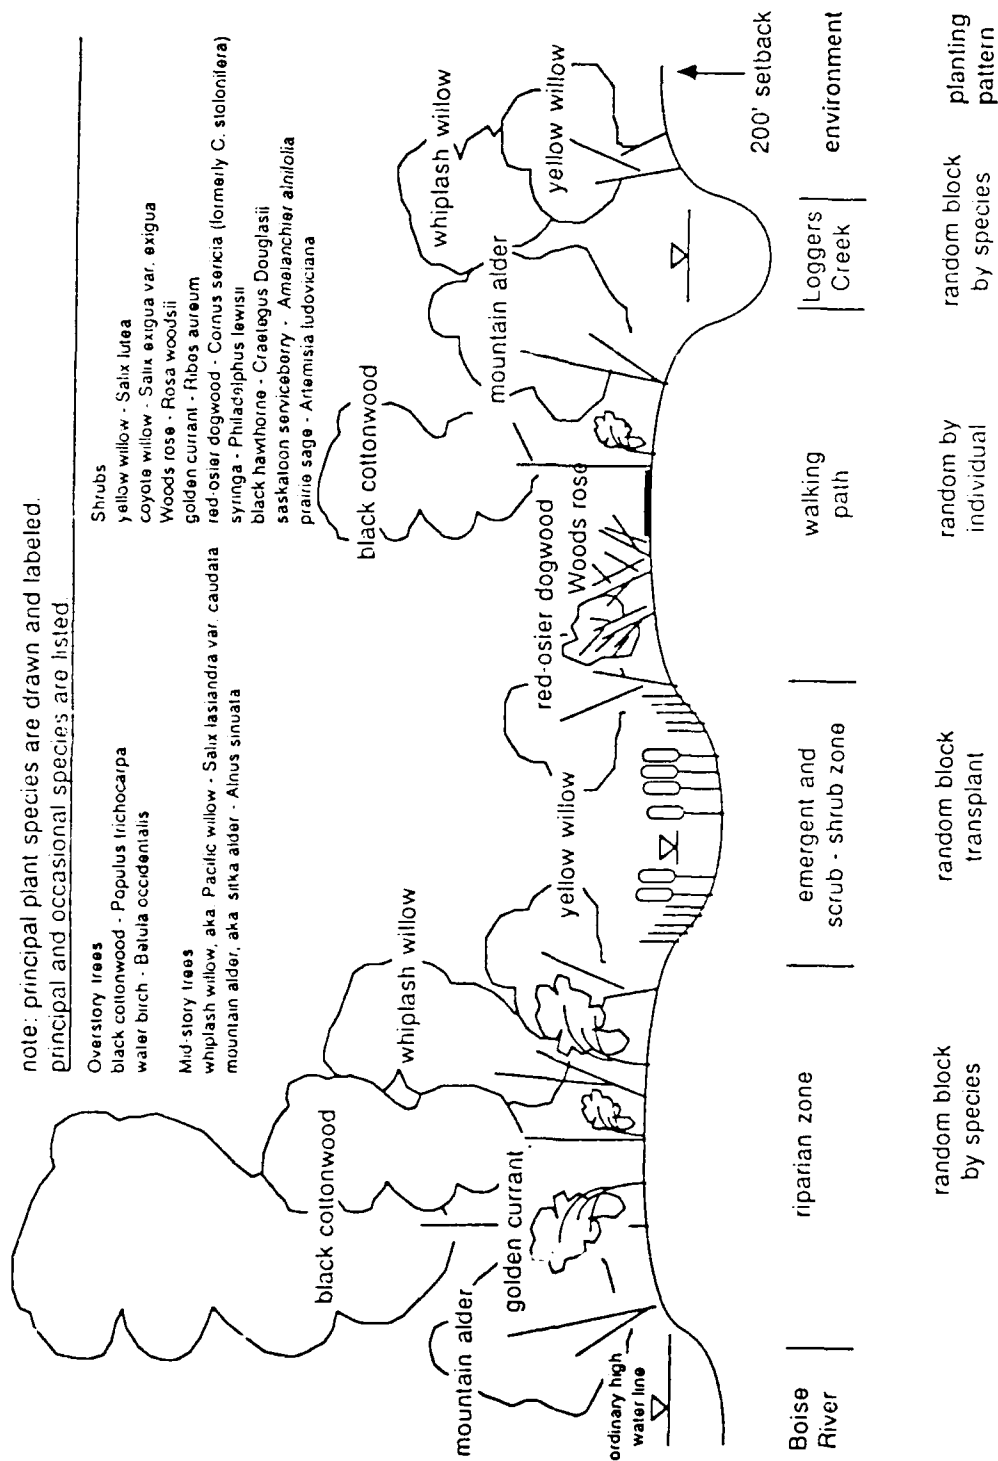 note: principal plant species are drawn and labeled.
principal and occasional species are listed.
Overstory trees
black cottonwood - Populus trichocarpa
water birch - Betula occidentalis
Mid-story trees
whiplash willow, aka Pacific willow - Salix lasiandra var. caudata
mountain alder, aka sitka alder - Alnus sinuata
Shrubs
yellow willow - Salix lutea
coyote willow - Salix exigua var. exigua
Woods rose - Rosa woodsii
golden currant - Ribes aureum
red-osier dogwood - Cornus sericia (formerly C. stolonifera)
syringa - Philadelphus lewisii
black hawthorne - Craetegus Douglasii
saskatoon serviceberry - Amelanchier alnifolia
prairie sage - Artemisia ludoviciana
black cottonwood
whiplash willow
black cottonwood
whiplash willow
mountain alder
golden currant
yellow willow
red-osier dogwood
Woods rose
mountain alder
yellow willow
ordinary high
water line
200' setback
Boise
River
riparian zone
emergent and
scrub - shrub zone
walking
path
Loggers
Creek
environment
random block
by species
random block
transplant
random by
individual
random block
by species
planting
pattern